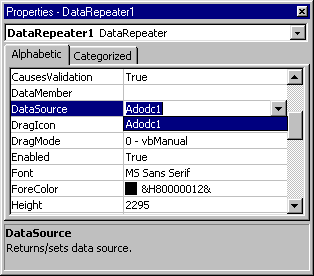 Properties - DataRepeater1
DataRepeater1 DataRepeater
Alphabetic Categorized
CausesValidation True
DataMember
DataSource Adodc1
DragIcon Adodc1
DragMode 0 - vbManual
Enabled True
Font MS Sans Serif
ForeColor &H80000012&
Height 2295
DataSource
Returns/sets data source.